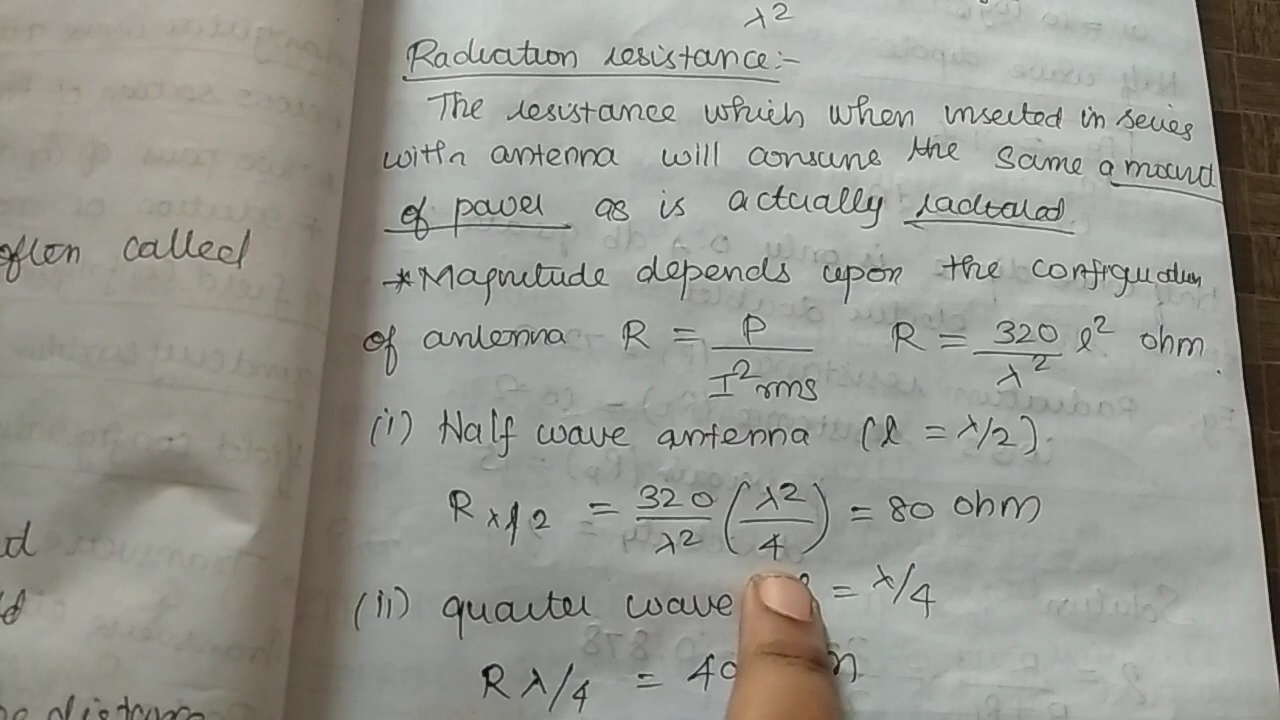 λ2
Radiation resistance:-
The resistance which when inserted in series
with antenna will consume the same amount
of power as is actually radiated
often called
*Magnitude depends upon the configuration
of antenna R = P/I²rms R = 320/λ² l² ohm.
(i) Half wave antenna (l = λ/2).
Rλ/2 = 320/λ2 (λ2/4) = 80 ohm
(ii) quarter wave = λ/4
Rλ/4 = 40